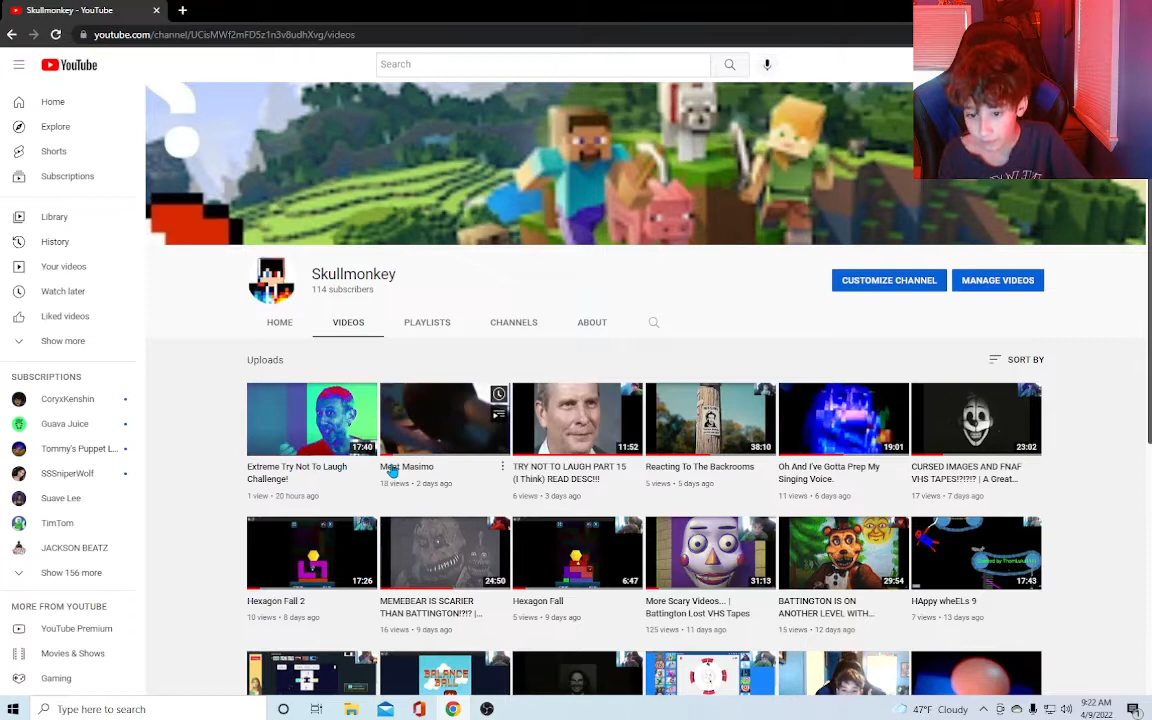 Skullmonkey - YouTube
youtube.com/channel/UCisMWf2mFD5z1n3v8udhXvg/videos
YouTube
Search
Home
Explore
Shorts
Subscriptions
Library
History
Your videos
Watch later
Liked videos
Show more
SUBSCRIPTIONS
CoryxKenshin
Guava Juice
Tommy's Puppet L...
SSSniperWolf
Suave Lee
TimTom
JACKSON BEATZ
Show 156 more
MORE FROM YOUTUBE
YouTube Premium
Movies & Shows
Gaming
Skullmonkey
114 subscribers
CUSTOMIZE CHANNEL
MANAGE VIDEOS
HOME
VIDEOS
PLAYLISTS
CHANNELS
ABOUT
Uploads
SORT BY
17:40
Extreme Try Not To Laugh
Challenge!
1 view • 20 hours ago
Meet Masimo
18 views • 2 days ago
11:52
TRY NOT TO LAUGH PART 15
(I Think) READ DESC!!!
6 views • 3 days ago
38:10
Reacting To The Backrooms
5 views • 5 days ago
19:01
Oh And I've Gotta Prep My
Singing Voice.
11 views • 6 days ago
23:02
CURSED IMAGES AND FNAF
VHS TAPES!?!?!? | A Great...
17 views • 7 days ago
17:26
Hexagon Fall 2
10 views • 8 days ago
24:50
MEMEBEAR IS SCARIER
THAN BATTINGTON!?!? |...
16 views • 9 days ago
6:47
Hexagon Fall
5 views • 9 days ago
31:13
More Scary Videos... |
Battington Lost VHS Tapes
125 views • 11 days ago
29:54
BATTINGTON IS ON
ANOTHER LEVEL WITH...
15 views • 12 days ago
17:43
HAppy wheELs 9
7 views • 13 days ago
BALANCE
BALL
Type here to search
47°F Cloudy
9:22 AM
4/9/2022